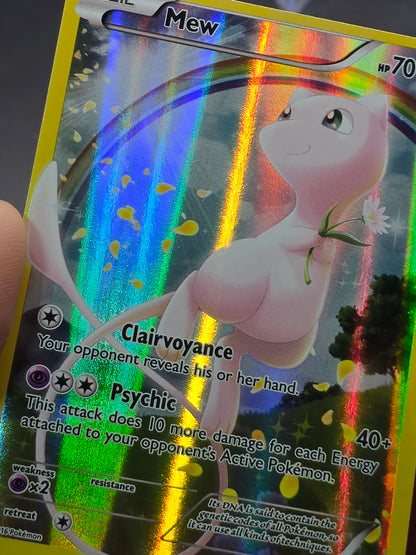 Mew
HP 70
Clairvoyance
Your opponent reveals his or her hand.
Psychic 40+
This attack does 10 more damage for each Energy
attached to your opponent's Active Pokémon.
weakness
×2
resistance
retreat
Its DNA is said to contain the
genetic codes of all Pokémon, so
it can use all kinds of techniques.
16 Pokémon